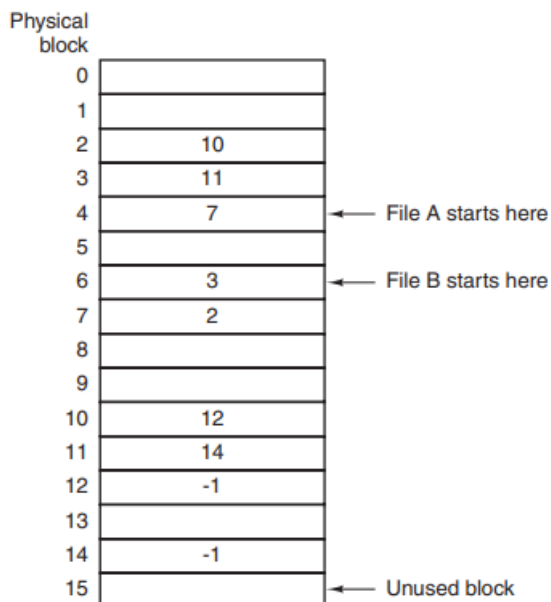 Physical
block
0
1
2 10
3 11
4 7 File A starts here
5
6 3 File B starts here
7 2
8
9
10 12
11 14
12 -1
13
14 -1
15 Unused block